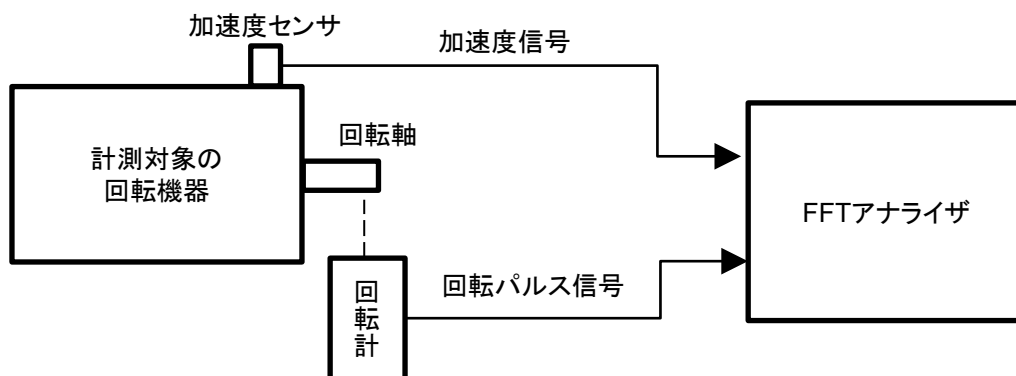 加速度センサ
加速度信号
回転軸
計測対象の
回転機器
FFTアナライザ
回転パルス信号
回転計